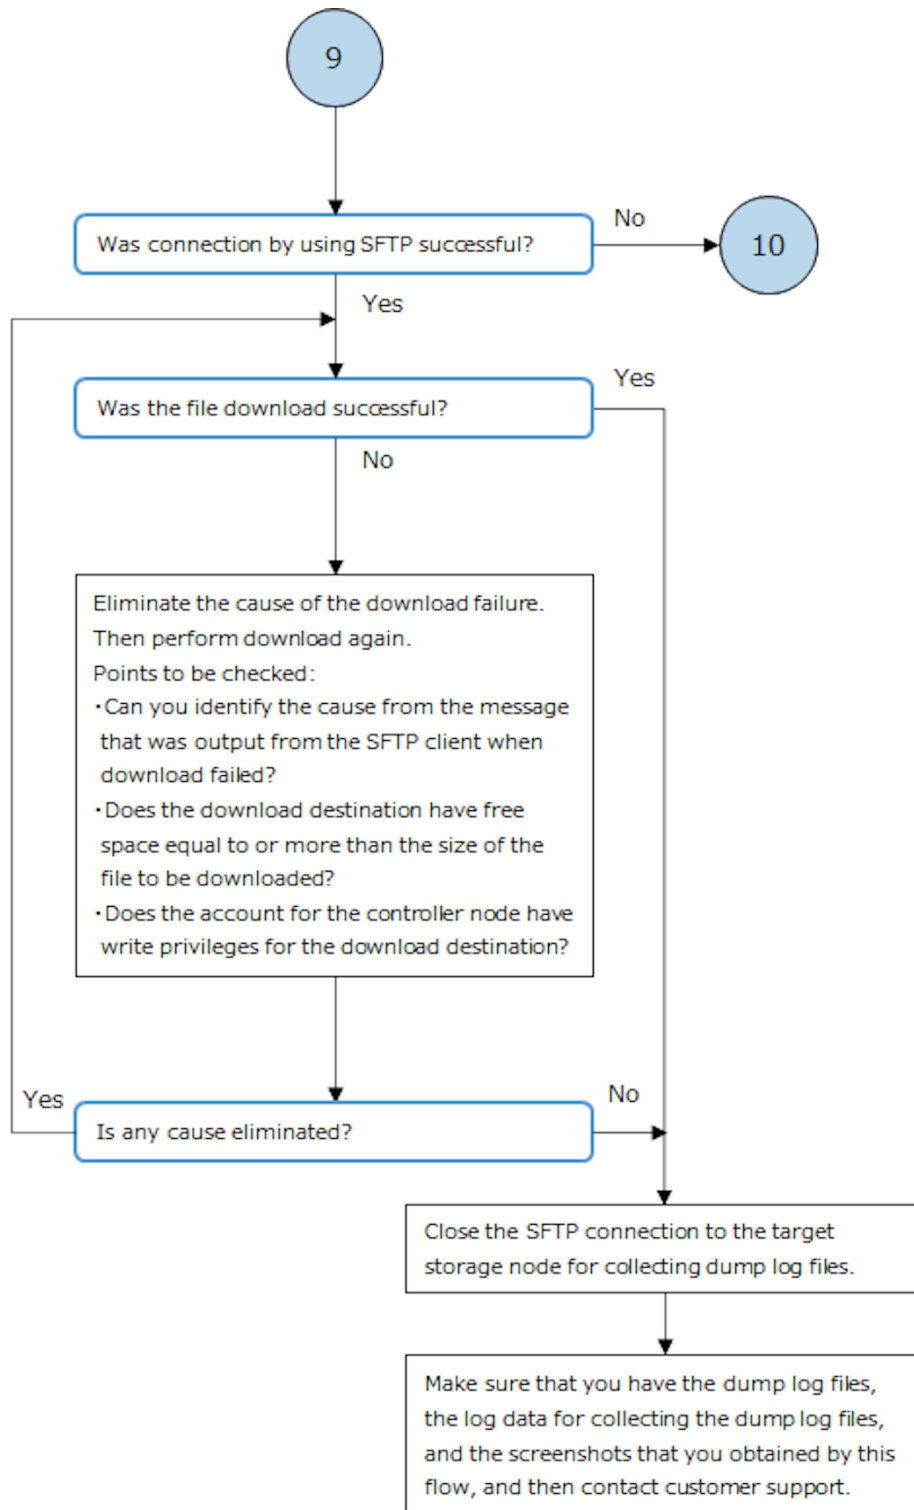 9
Was connection by using SFTP successful?
No
10
Yes
Was the file download successful?
Yes
No
Eliminate the cause of the download failure.
Then perform download again.
Points to be checked:
・Can you identify the cause from the message
that was output from the SFTP client when
download failed?
・Does the download destination have free
space equal to or more than the size of the
file to be downloaded?
・Does the account for the controller node have
write privileges for the download destination?
Yes
Is any cause eliminated?
No
Close the SFTP connection to the target
storage node for collecting dump log files.
Make sure that you have the dump log files,
the log data for collecting the dump log files,
and the screenshots that you obtained by this
flow, and then contact customer support.